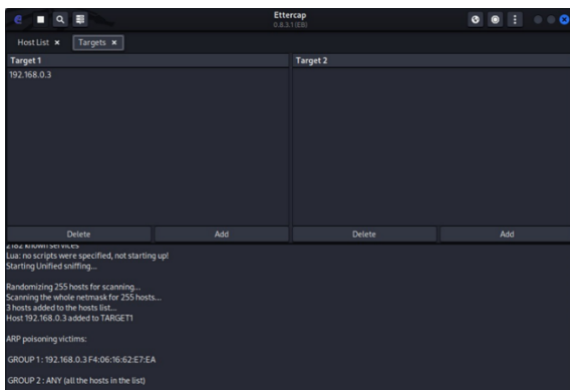 Ettercap
0.8.3.1 (EB)
Host List × Targets ×
Target 1 Target 2
192.168.0.3
Delete Add Delete Add
2182 known services
Lua: no scripts were specified, not starting up!
Starting Unified sniffing...
Randomizing 255 hosts for scanning...
Scanning the whole netmask for 255 hosts...
3 hosts added to the hosts list...
Host 192.168.0.3 added to TARGET1
ARP poisoning victims:
GROUP 1 : 192.168.0.3 F4:06:16:62:E7:EA
GROUP 2 : ANY (all the hosts in the list)